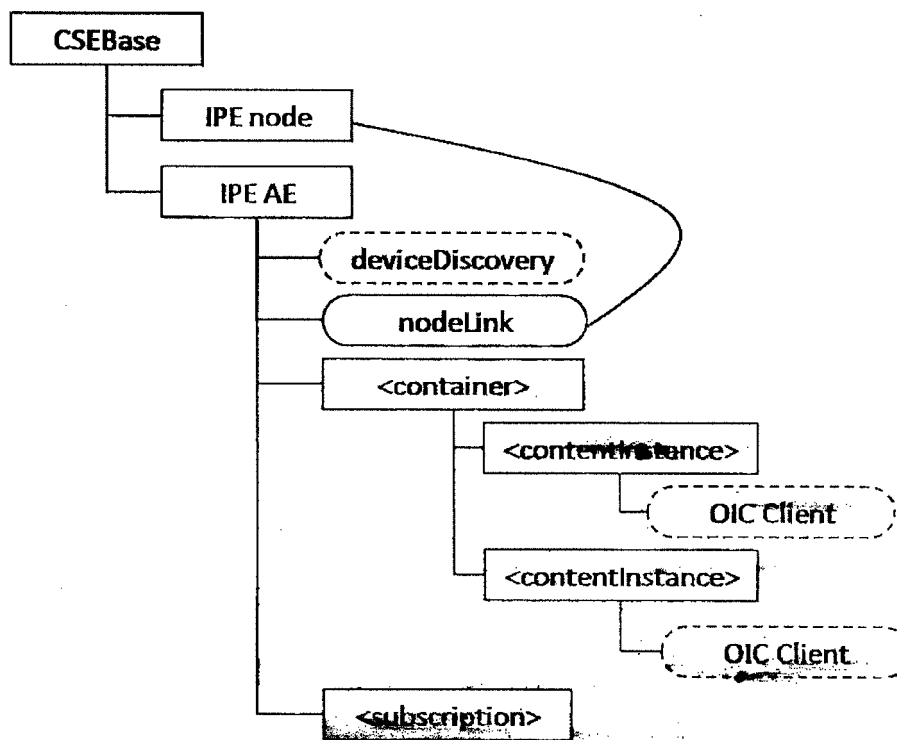 CSEBase
IPE node
IPE AE
deviceDiscovery
nodeLink
<container>
<contentInstance>
OIC Client
<contentInstance>
OIC Client
<subscription>